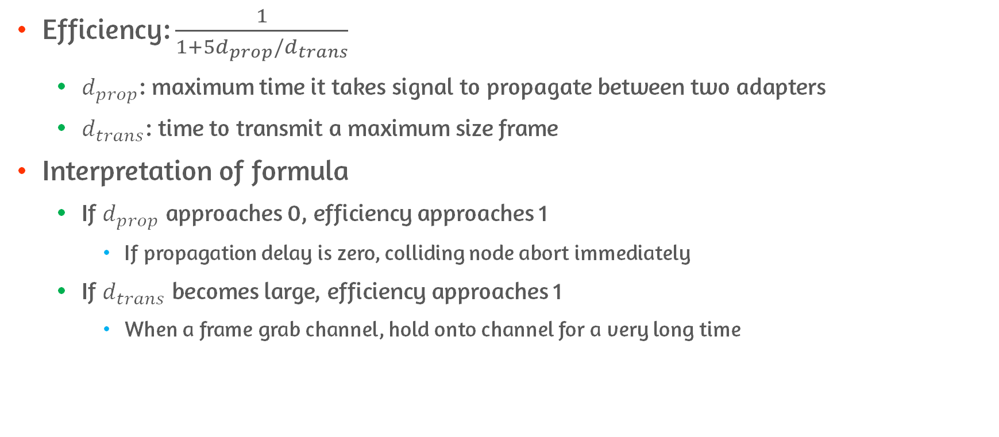 • Efficiency: \frac{1}{1+5d_{prop}/d_{trans}}
• d_{prop}: maximum time it takes signal to propagate between two adapters
• d_{trans}: time to transmit a maximum size frame
• Interpretation of formula
• If d_{prop} approaches 0, efficiency approaches 1
• If propagation delay is zero, colliding node abort immediately
• If d_{trans} becomes large, efficiency approaches 1
• When a frame grab channel, hold onto channel for a very long time